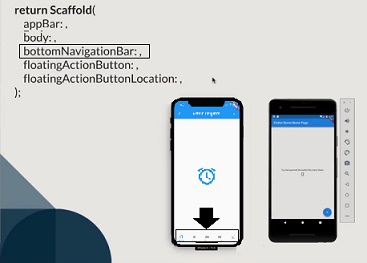 return Scaffold(
appBar: ,
body: ,
bottomNavigationBar: ,
floatingActionButton: ,
floatingActionButtonLocation: ,
);